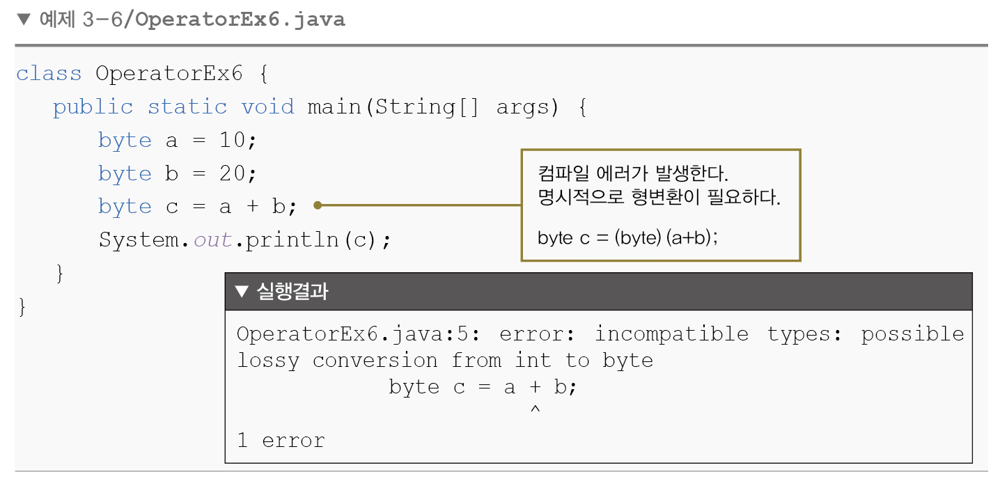 ▼ 예제 3-6/OperatorEx6.java
class OperatorEx6 {
public static void main(String[] args) {
byte a = 10;
byte b = 20;
byte c = a + b;
System.out.println(c);
}
}
컴파일 에러가 발생한다.
명시적으로 형변환이 필요하다.
byte c = (byte)(a+b);
▼ 실행결과
OperatorEx6.java:5: error: incompatible types: possible
lossy conversion from int to byte
byte c = a + b;
^
1 error